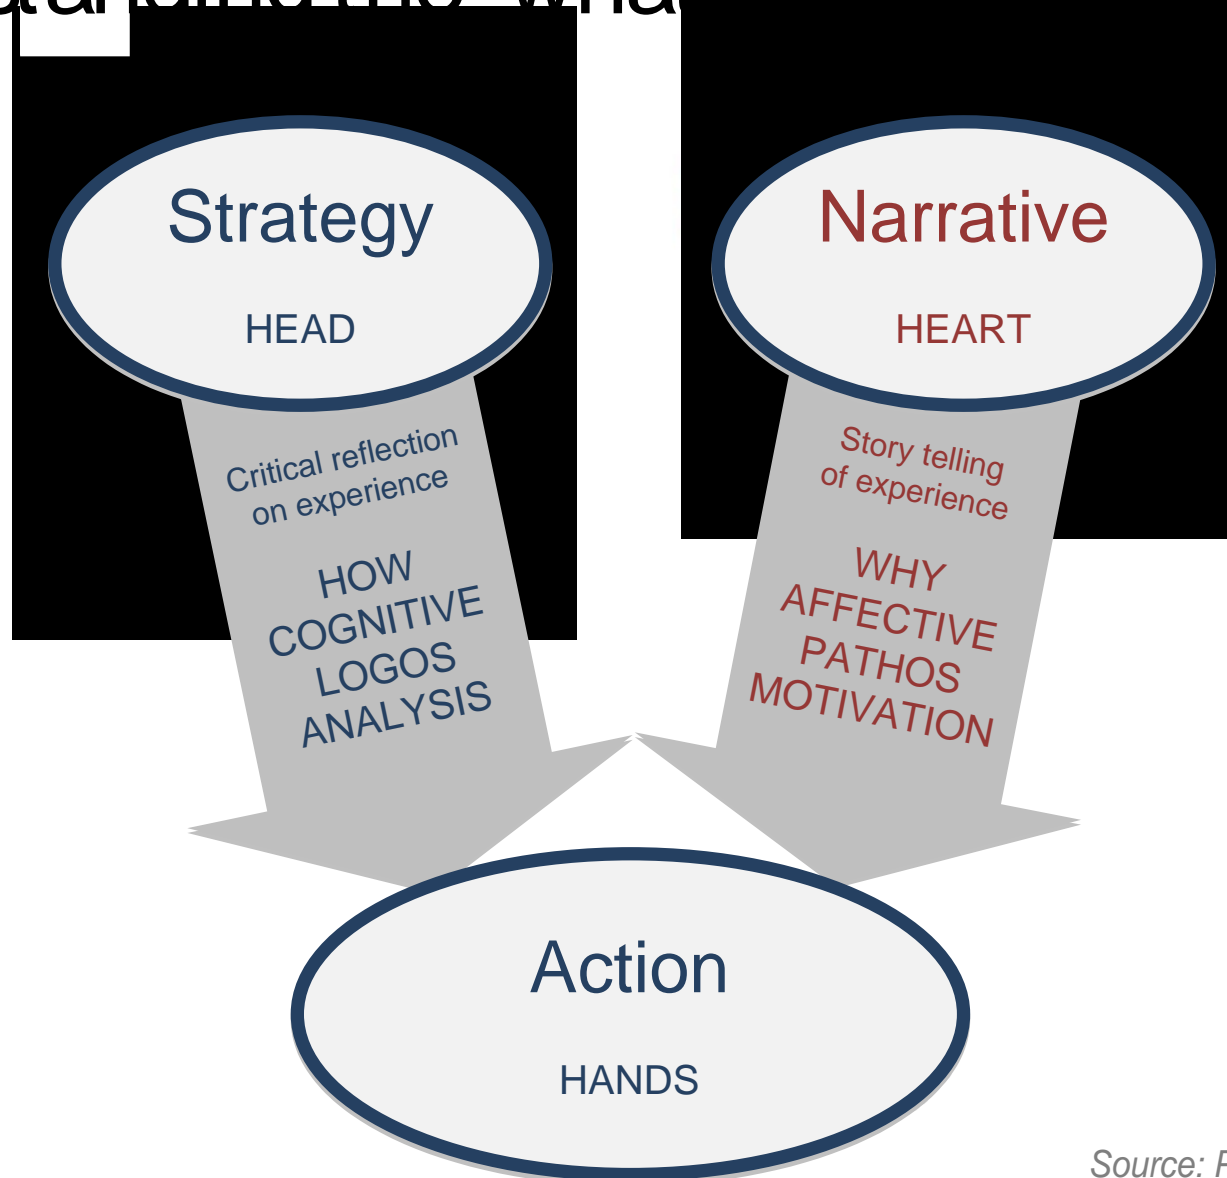 Strategy
HEAD
Narrative
HEART
Critical reflection
on experience
HOW
COGNITIVE
LOGOS
ANALYSIS
Story telling
of experience
WHY
AFFECTIVE
PATHOS
MOTIVATION
Action
HANDS
Source: